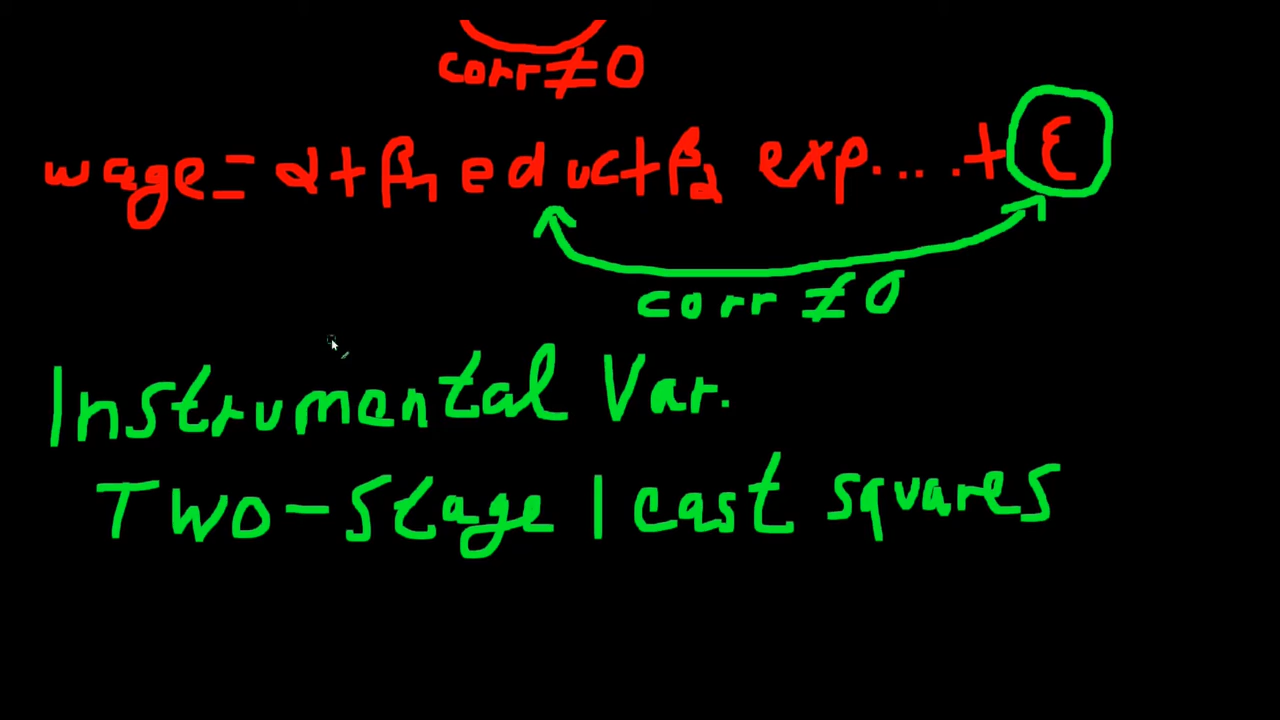 corr ≠ 0
wage = α + β1 educ + β2 exp..... + ε
corr ≠ 0
Instrumental Var.
Two-Stage least squares